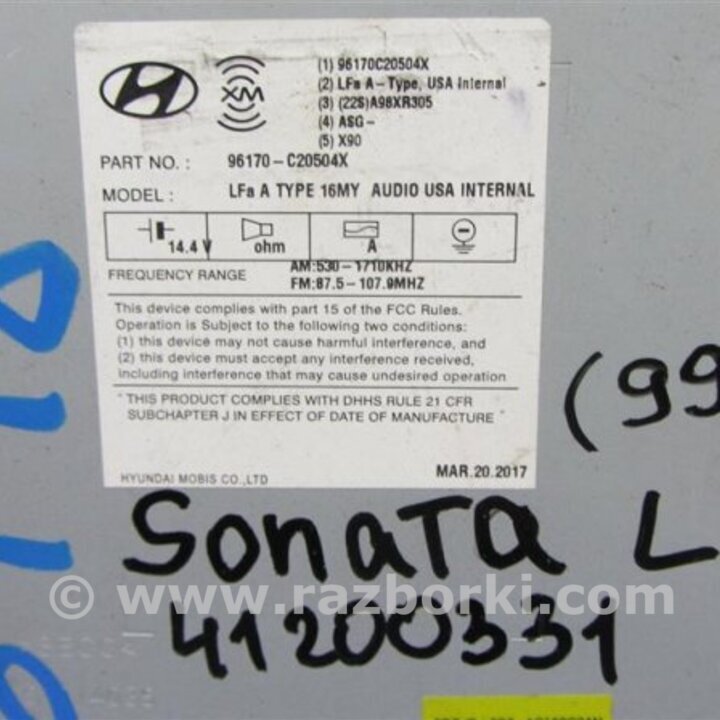 XM
(1) 96170C20504X
(2) LFa A-Type, USA Internal
(3) (22S)A98XR305
(4) ASG-
(5) X90
PART NO. : 96170-C20504X
MODEL : LFa A TYPE 16MY AUDIO USA INTERNAL
14.4 V ohm A
FREQUENCY RANGE AM:530-1710KHZ
FM:87.5-107.9MHZ
This device complies with part 15 of the FCC Rules.
Operation is Subject to the following two conditions:
(1) this device may not cause harmful interference, and
(2) this device must accept any interference received,
including interference that may cause undesired operation
" THIS PRODUCT COMPLIES WITH DHHS RULE 21 CFR
SUBCHAPTER J IN EFFECT OF DATE OF MANUFACTURE "
HYUNDAI MOBIS CO.,LTD MAR.20.2017
(99
Sonata L
© www.razborki.com
41200331